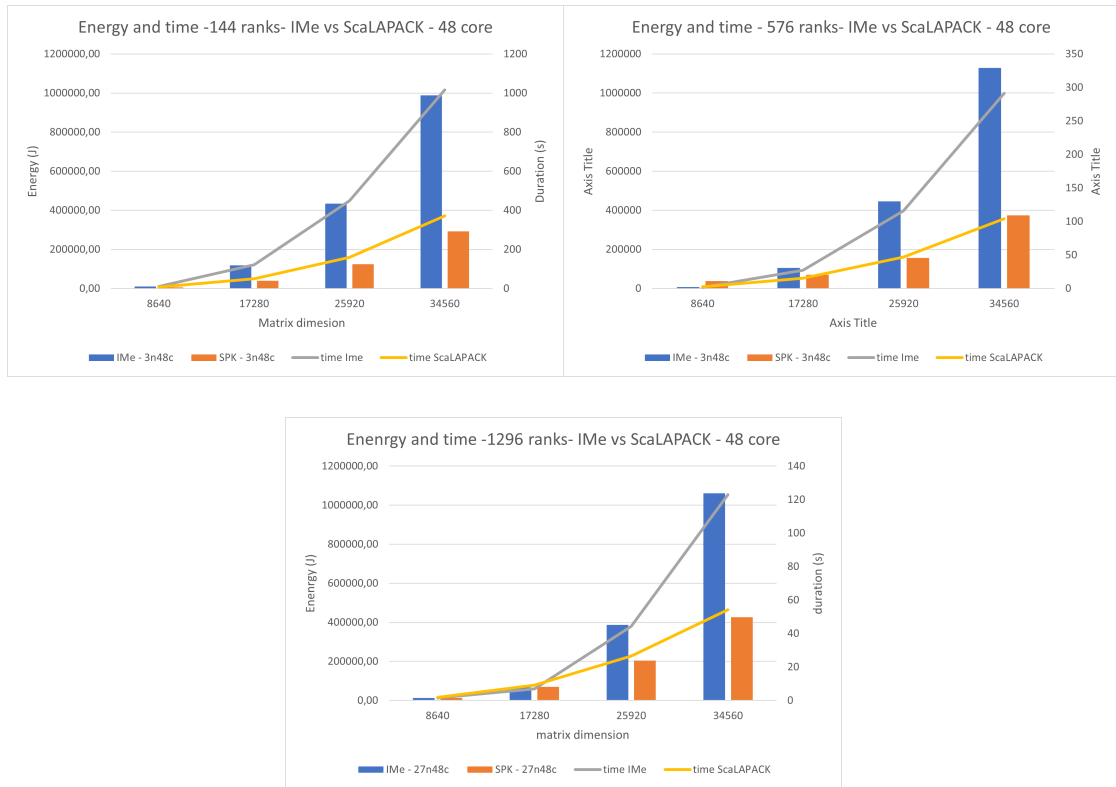 Energy and time -144 ranks- IMe vs ScaLAPACK - 48 core
1200000,00
1000000,00
800000,00
600000,00
400000,00
200000,00
0,00
Energy (J)
1200
1000
800
600
400
200
0
Duration (s)
8640
17280
25920
34560
Matrix dimesion
IMe - 3n48c
SPK - 3n48c
time Ime
time ScaLAPACK
Energy and time - 576 ranks- IMe vs ScaLAPACK - 48 core
1200000
1000000
800000
600000
400000
200000
0
Axis Title
350
300
250
200
150
100
50
0
Axis Title
8640
17280
25920
34560
Axis Title
IMe - 3n48c
SPK - 3n48c
time Ime
time ScaLAPACK
Enenrgy and time -1296 ranks- IMe vs ScaLAPACK - 48 core
1200000,00
1000000,00
800000,00
600000,00
400000,00
200000,00
0,00
Enenrgy (J)
140
120
100
80
60
40
20
0
duration (s)
8640
17280
25920
34560
matrix dimension
IMe - 27n48c
SPK - 27n48c
time IMe
time ScaLAPACK